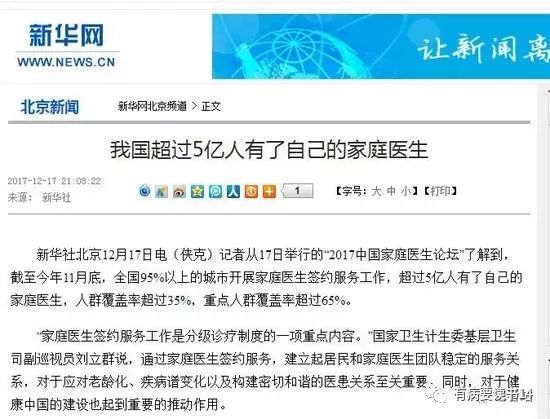 新华网
WWW.NEWS.CN
让新闻离
北京新闻
新华网北京频道 > 正文
我国超过5亿人有了自己的家庭医生
2017-12-17 21:08:22
来源: 新华社
1
【字号: 大 中 小】【打印】
新华社北京12月17日电（侠克）记者从17日举行的“2017中国家庭医生论坛”了解到，
截至今年11月底，全国95%以上的城市开展家庭医生签约服务工作，超过5亿人有了自己的
家庭医生，人群覆盖率超过35%，重点人群覆盖率超过65%。
“家庭医生签约服务工作是分级诊疗制度的一项重点内容。”国家卫生计生委基层卫生
司副巡视员刘立群说，通过家庭医生签约服务，建立起居民和家庭医生团队稳定的服务关
系，对于应对老龄化、疾病谱变化以及构建密切和谐的医患关系至关重要；同时，对于健
康中国的建设也起到重要的推动作用。